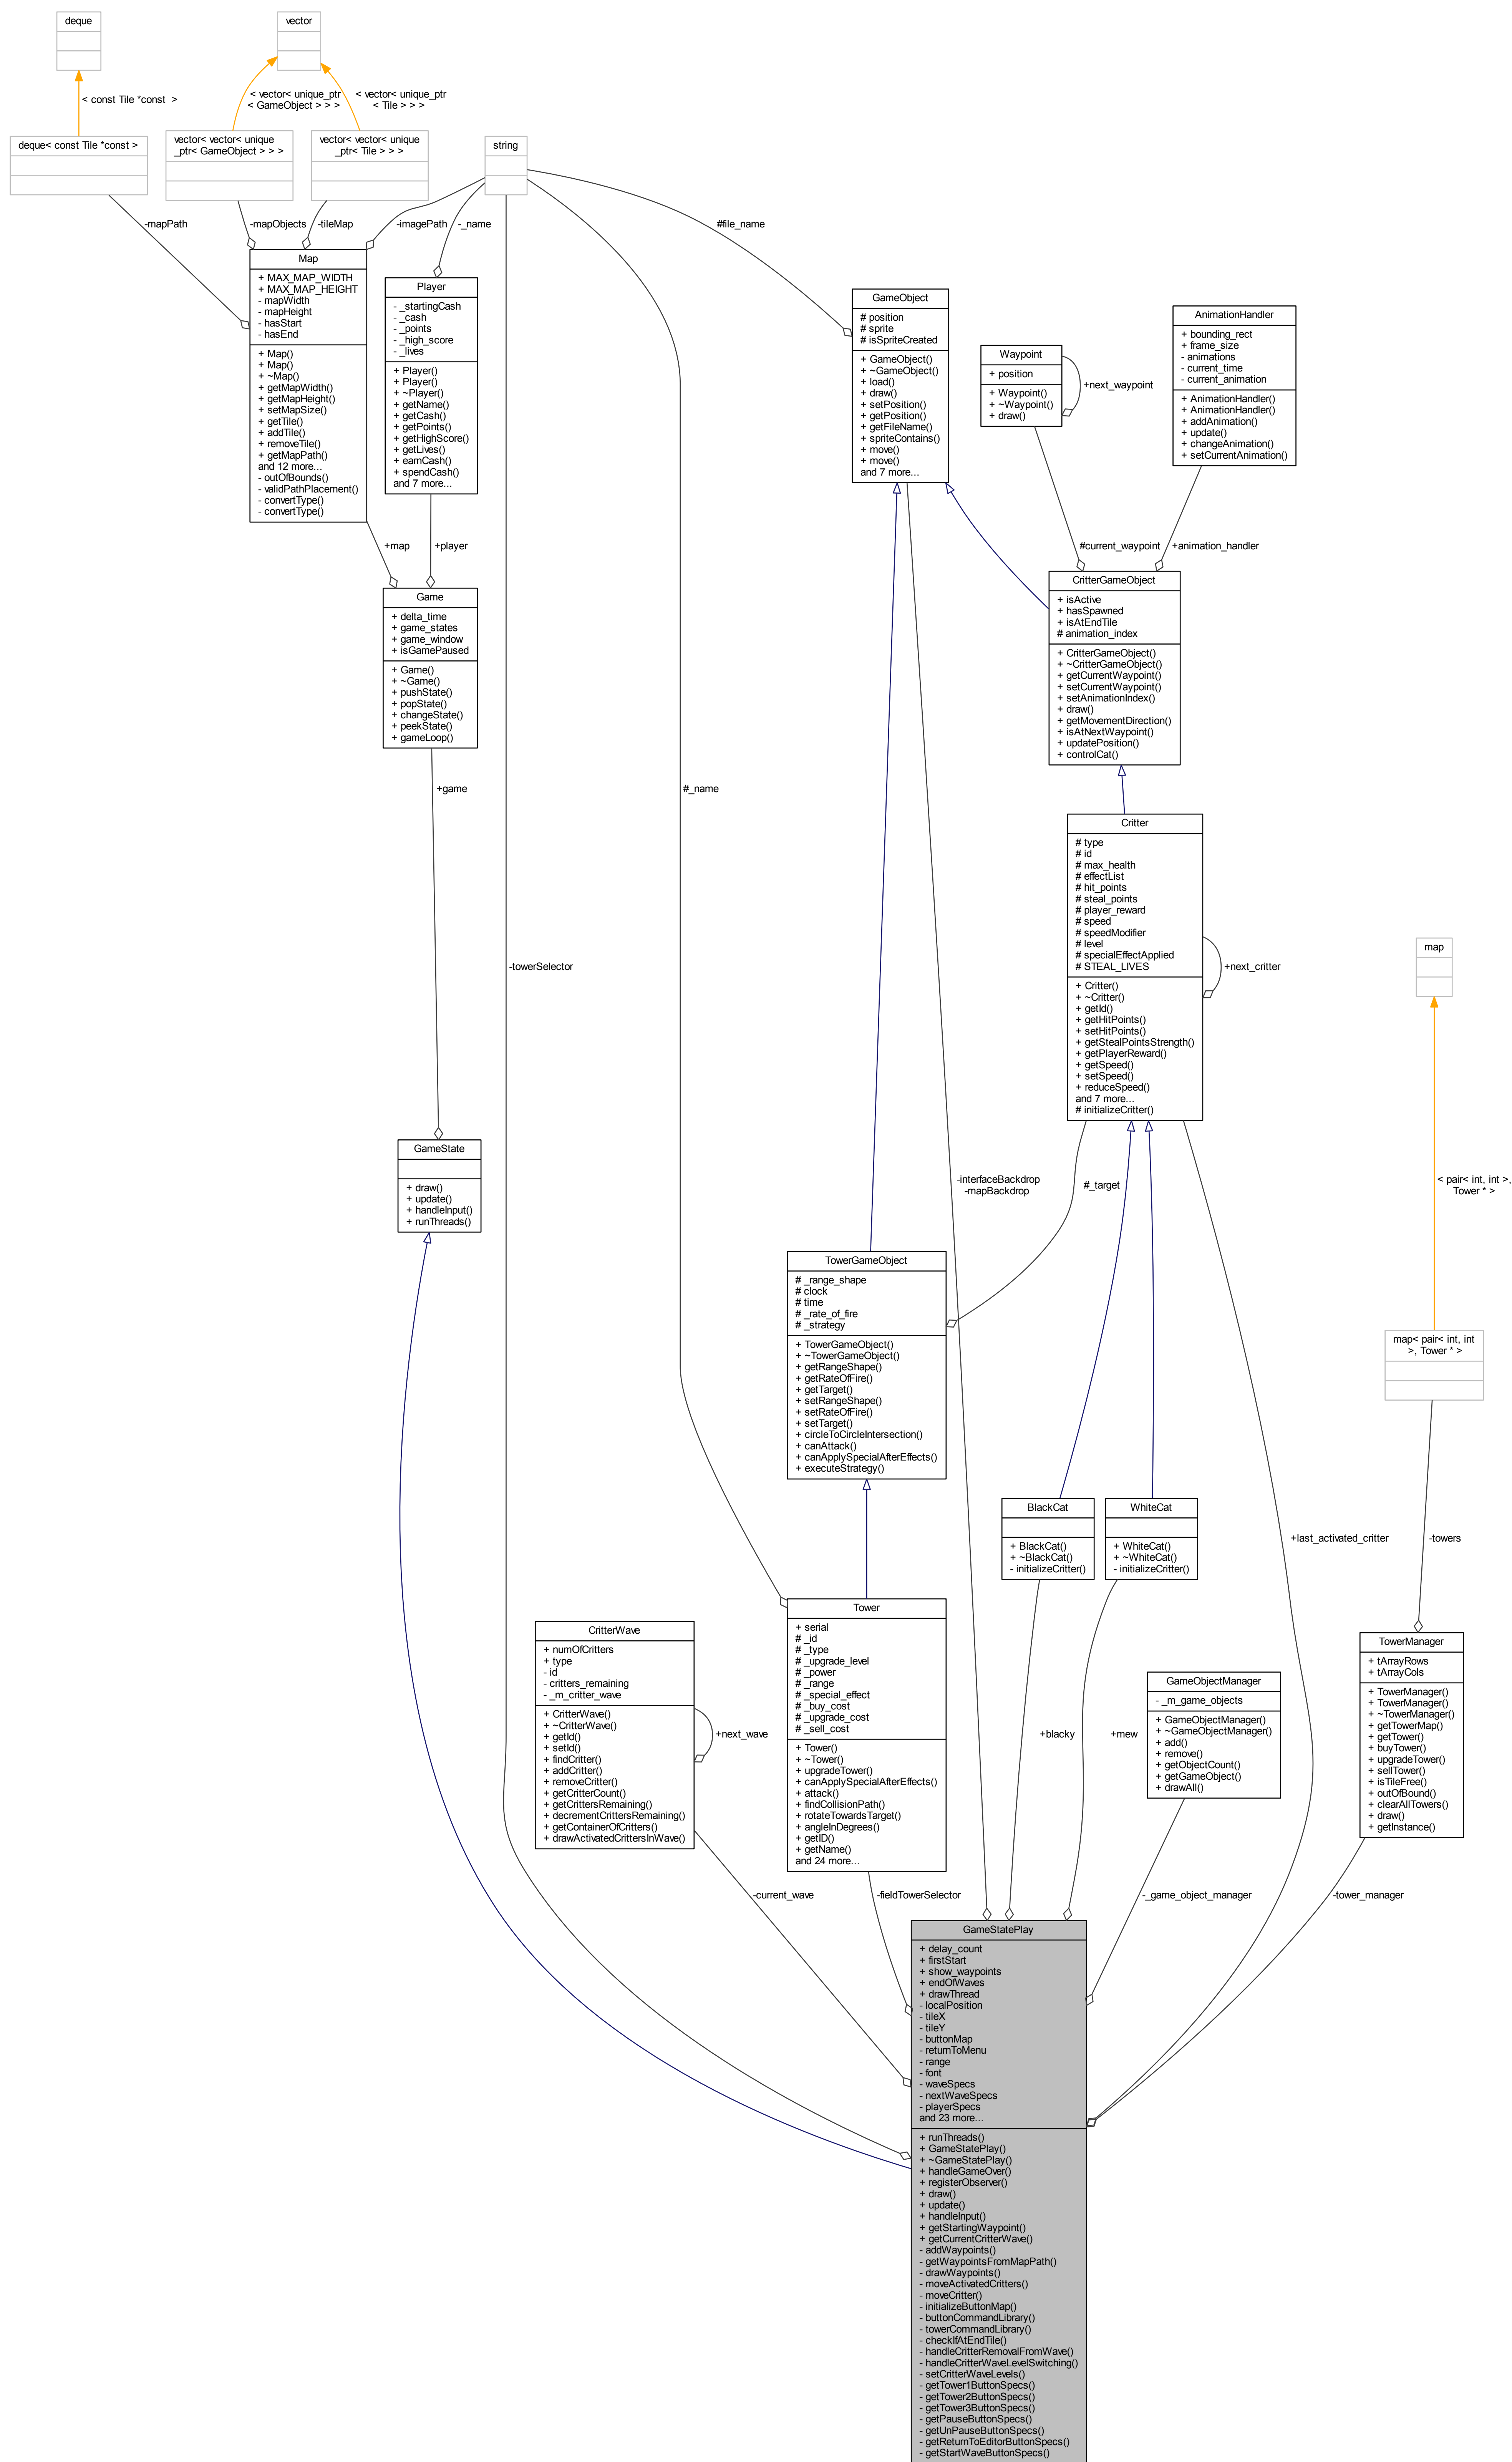 deque
vector
< const Tile *const  >
< vector< unique_ptr
< GameObject > > >
< vector< unique_ptr
< Tile > > >
deque< const Tile *const >
vector< vector< unique
_ptr< GameObject > > >
vector< vector< unique
_ptr< Tile > > >
string
-mapPath
-mapObjects
-tileMap
-imagePath
-_name
#file_name
Map
+ MAX_MAP_WIDTH
+ MAX_MAP_HEIGHT
- mapWidth
- mapHeight
- hasStart
- hasEnd
+ Map()
+ Map()
+ ~Map()
+ getMapWidth()
+ getMapHeight()
+ setMapSize()
+ getTile()
+ addTile()
+ removeTile()
+ getMapPath()
and 12 more...
- outOfBounds()
- validPathPlacement()
- convertType()
- convertType()
Player
- _startingCash
- _cash
- _points
- _high_score
- _lives
+ Player()
+ Player()
+ ~Player()
+ getName()
+ getCash()
+ getPoints()
+ getHighScore()
+ getLives()
+ earnCash()
+ spendCash()
and 7 more...
GameObject
# position
# sprite
# isSpriteCreated
+ GameObject()
+ ~GameObject()
+ load()
+ draw()
+ setPosition()
+ getPosition()
+ getFileName()
+ spriteContains()
+ move()
+ move()
and 7 more...
Waypoint
+ position
+ Waypoint()
+ ~Waypoint()
+ draw()
+next_waypoint
AnimationHandler
+ bounding_rect
+ frame_size
- animations
- current_time
- current_animation
+ AnimationHandler()
+ AnimationHandler()
+ addAnimation()
+ update()
+ changeAnimation()
+ setCurrentAnimation()
+map
+player
#current_waypoint
+animation_handler
Game
+ delta_time
+ game_states
+ game_window
+ isGamePaused
+ Game()
+ ~Game()
+ pushState()
+ popState()
+ changeState()
+ peekState()
+ gameLoop()
CritterGameObject
+ isActive
+ hasSpawned
+ isAtEndTile
# animation_index
+ CritterGameObject()
+ ~CritterGameObject()
+ getCurrentWaypoint()
+ setCurrentWaypoint()
+ setAnimationIndex()
+ draw()
+ getMovementDirection()
+ isAtNextWaypoint()
+ updatePosition()
+ controlCat()
+game
#_name
Critter
# type
# id
# max_health
# effectList
# hit_points
# steal_points
# player_reward
# speed
# speedModifier
# level
# specialEffectApplied
# STEAL_LIVES
+ Critter()
+ ~Critter()
+ getId()
+ getHitPoints()
+ setHitPoints()
+ getStealPointsStrength()
+ getPlayerReward()
+ getSpeed()
+ setSpeed()
+ reduceSpeed()
and 7 more...
# initializeCritter()
-towerSelector
+next_critter
map
GameState
+ draw()
+ update()
+ handleInput()
+ runThreads()
-interfaceBackdrop
-mapBackdrop
#_target
< pair< int, int >,
Tower * >
TowerGameObject
# _range_shape
# clock
# time
# _rate_of_fire
# _strategy
+ TowerGameObject()
+ ~TowerGameObject()
+ getRangeShape()
+ getRateOfFire()
+ getTarget()
+ setRangeShape()
+ setRateOfFire()
+ setTarget()
+ circleToCircleIntersection()
+ canAttack()
+ canApplySpecialAfterEffects()
+ executeStrategy()
map< pair< int, int
>, Tower * >
BlackCat
+ BlackCat()
+ ~BlackCat()
- initializeCritter()
WhiteCat
+ WhiteCat()
+ ~WhiteCat()
- initializeCritter()
+last_activated_critter
-towers
CritterWave
+ numOfCritters
+ type
- id
- critters_remaining
- _m_critter_wave
+ CritterWave()
+ ~CritterWave()
+ getId()
+ setId()
+ findCritter()
+ addCritter()
+ removeCritter()
+ getCritterCount()
+ getCrittersRemaining()
+ decrementCrittersRemaining()
+ getContainerOfCritters()
+ drawActivatedCrittersInWave()
+next_wave
Tower
+ serial
# _id
# _type
# _upgrade_level
# _power
# _range
# _special_effect
# _buy_cost
# _upgrade_cost
# _sell_cost
+ Tower()
+ ~Tower()
+ upgradeTower()
+ canApplySpecialAfterEffects()
+ attack()
+ findCollisionPath()
+ rotateTowardsTarget()
+ angleInDegrees()
+ getID()
+ getName()
and 24 more...
+blacky
+mew
GameObjectManager
- _m_game_objects
+ GameObjectManager()
+ ~GameObjectManager()
+ add()
+ remove()
+ getObjectCount()
+ getGameObject()
+ drawAll()
TowerManager
+ tArrayRows
+ tArrayCols
+ TowerManager()
+ TowerManager()
+ ~TowerManager()
+ getTowerMap()
+ getTower()
+ buyTower()
+ upgradeTower()
+ sellTower()
+ isTileFree()
+ outOfBound()
+ clearAllTowers()
+ draw()
+ getInstance()
-current_wave
-fieldTowerSelector
-_game_object_manager
-tower_manager
GameStatePlay
+ delay_count
+ firstStart
+ show_waypoints
+ endOfWaves
+ drawThread
- localPosition
- tileX
- tileY
- buttonMap
- returnToMenu
- range
- font
- waveSpecs
- nextWaveSpecs
- playerSpecs
and 23 more...
+ runThreads()
+ GameStatePlay()
+ ~GameStatePlay()
+ handleGameOver()
+ registerObserver()
+ draw()
+ update()
+ handleInput()
+ getStartingWaypoint()
+ getCurrentCritterWave()
- addWaypoints()
- getWaypointsFromMapPath()
- drawWaypoints()
- moveActivatedCritters()
- moveCritter()
- initializeButtonMap()
- buttonCommandLibrary()
- towerCommandLibrary()
- checkIfAtEndTile()
- handleCritterRemovalFromWave()
- handleCritterWaveLevelSwitching()
- setCritterWaveLevels()
- getTower1ButtonSpecs()
- getTower2ButtonSpecs()
- getTower3ButtonSpecs()
- getPauseButtonSpecs()
- getUnPauseButtonSpecs()
- getReturnToEditorButtonSpecs()
- getStartWaveButtonSpecs()